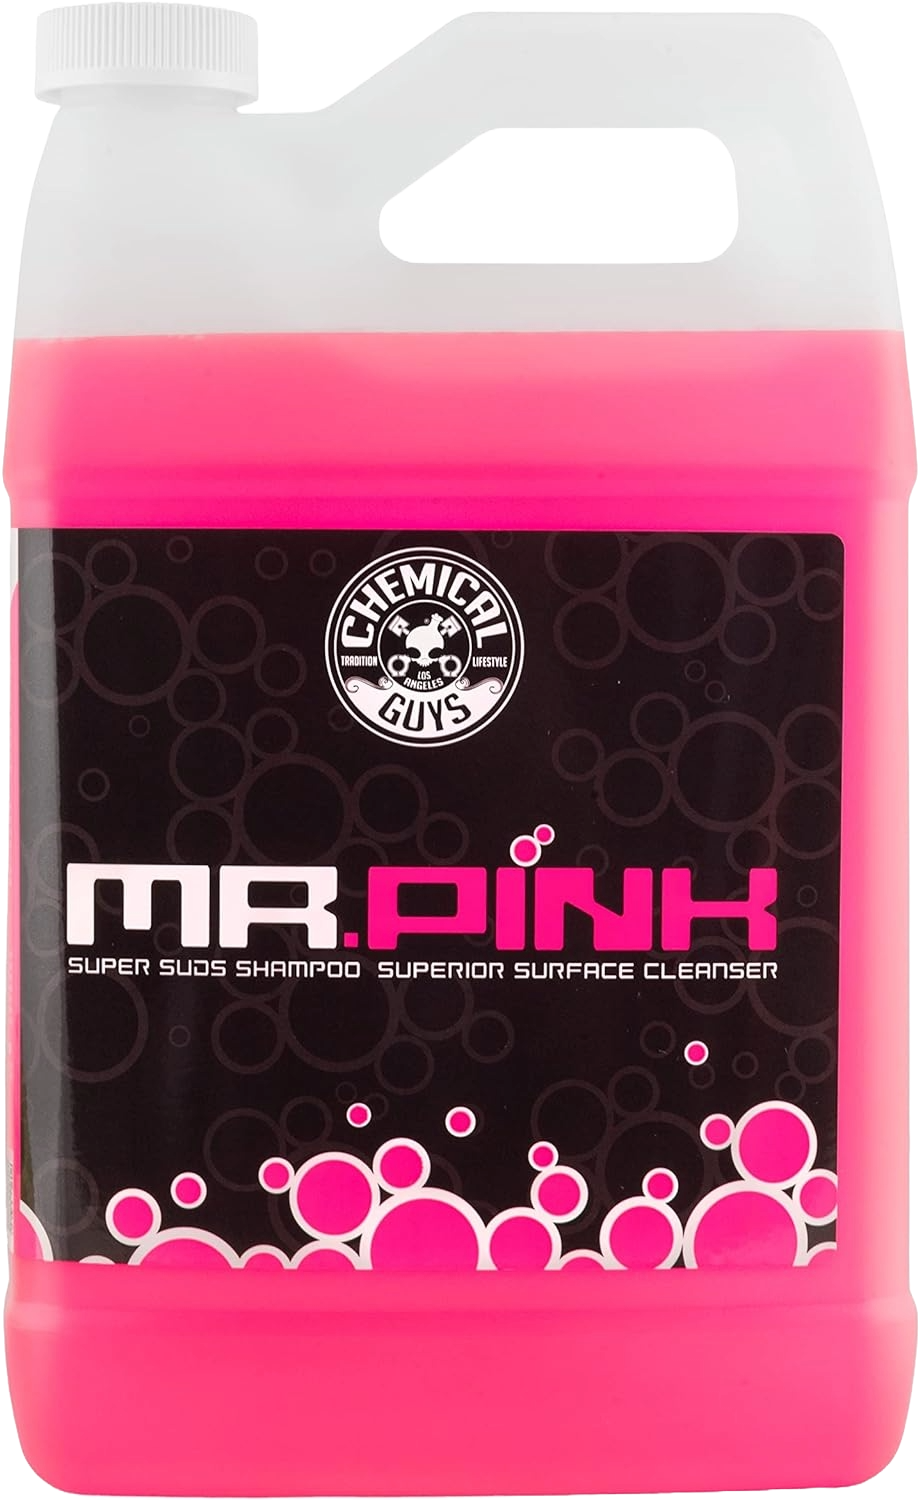 CHEMICAL
TRADITION LIFESTYLE
LOS
ANGELES
GUYS
MR.PINK
SUPER SUDS SHAMPOO SUPERIOR SURFACE CLEANSER